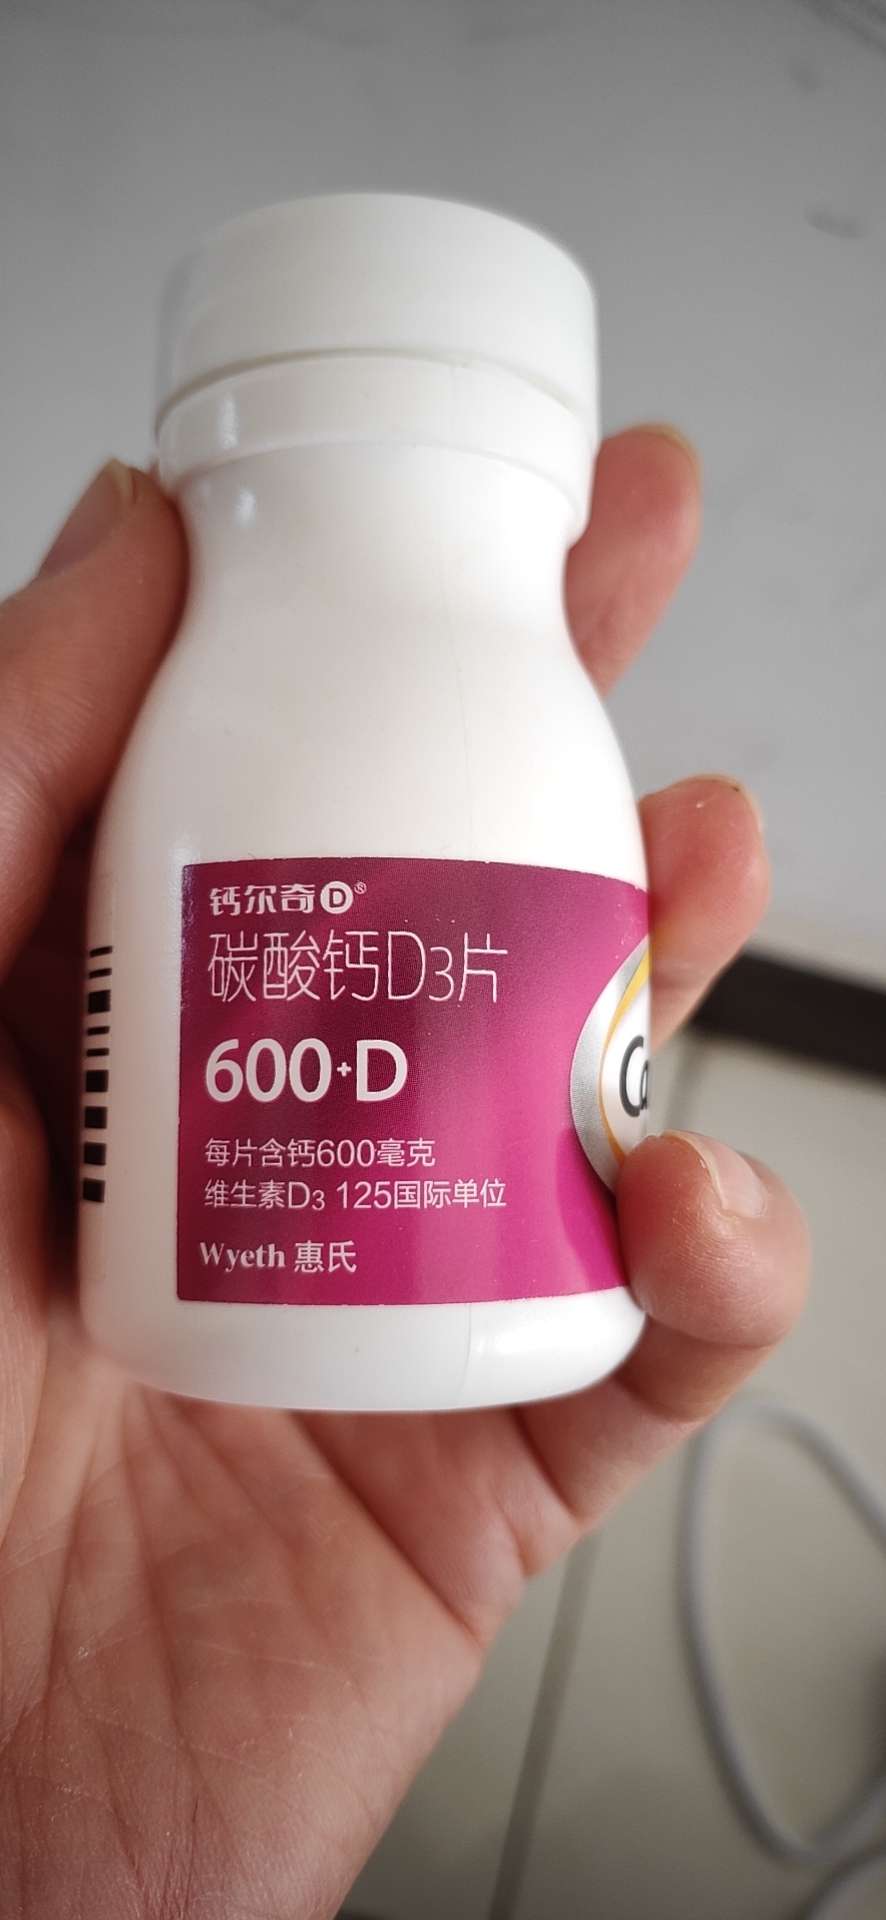 钙尔奇D®
碳酸钙D3片
600+D
每片含钙600毫克
维生素D3 125国际单位
Wyeth 惠氏
Ca